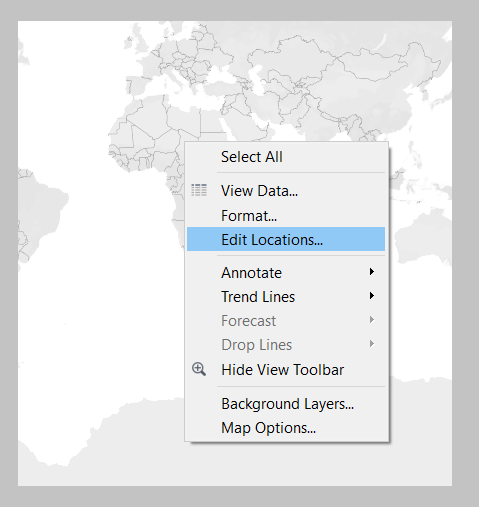 Select All
View Data...
Format...
Edit Locations...
Annotate
Trend Lines
Forecast
Drop Lines
Hide View Toolbar
Background Layers...
Map Options...